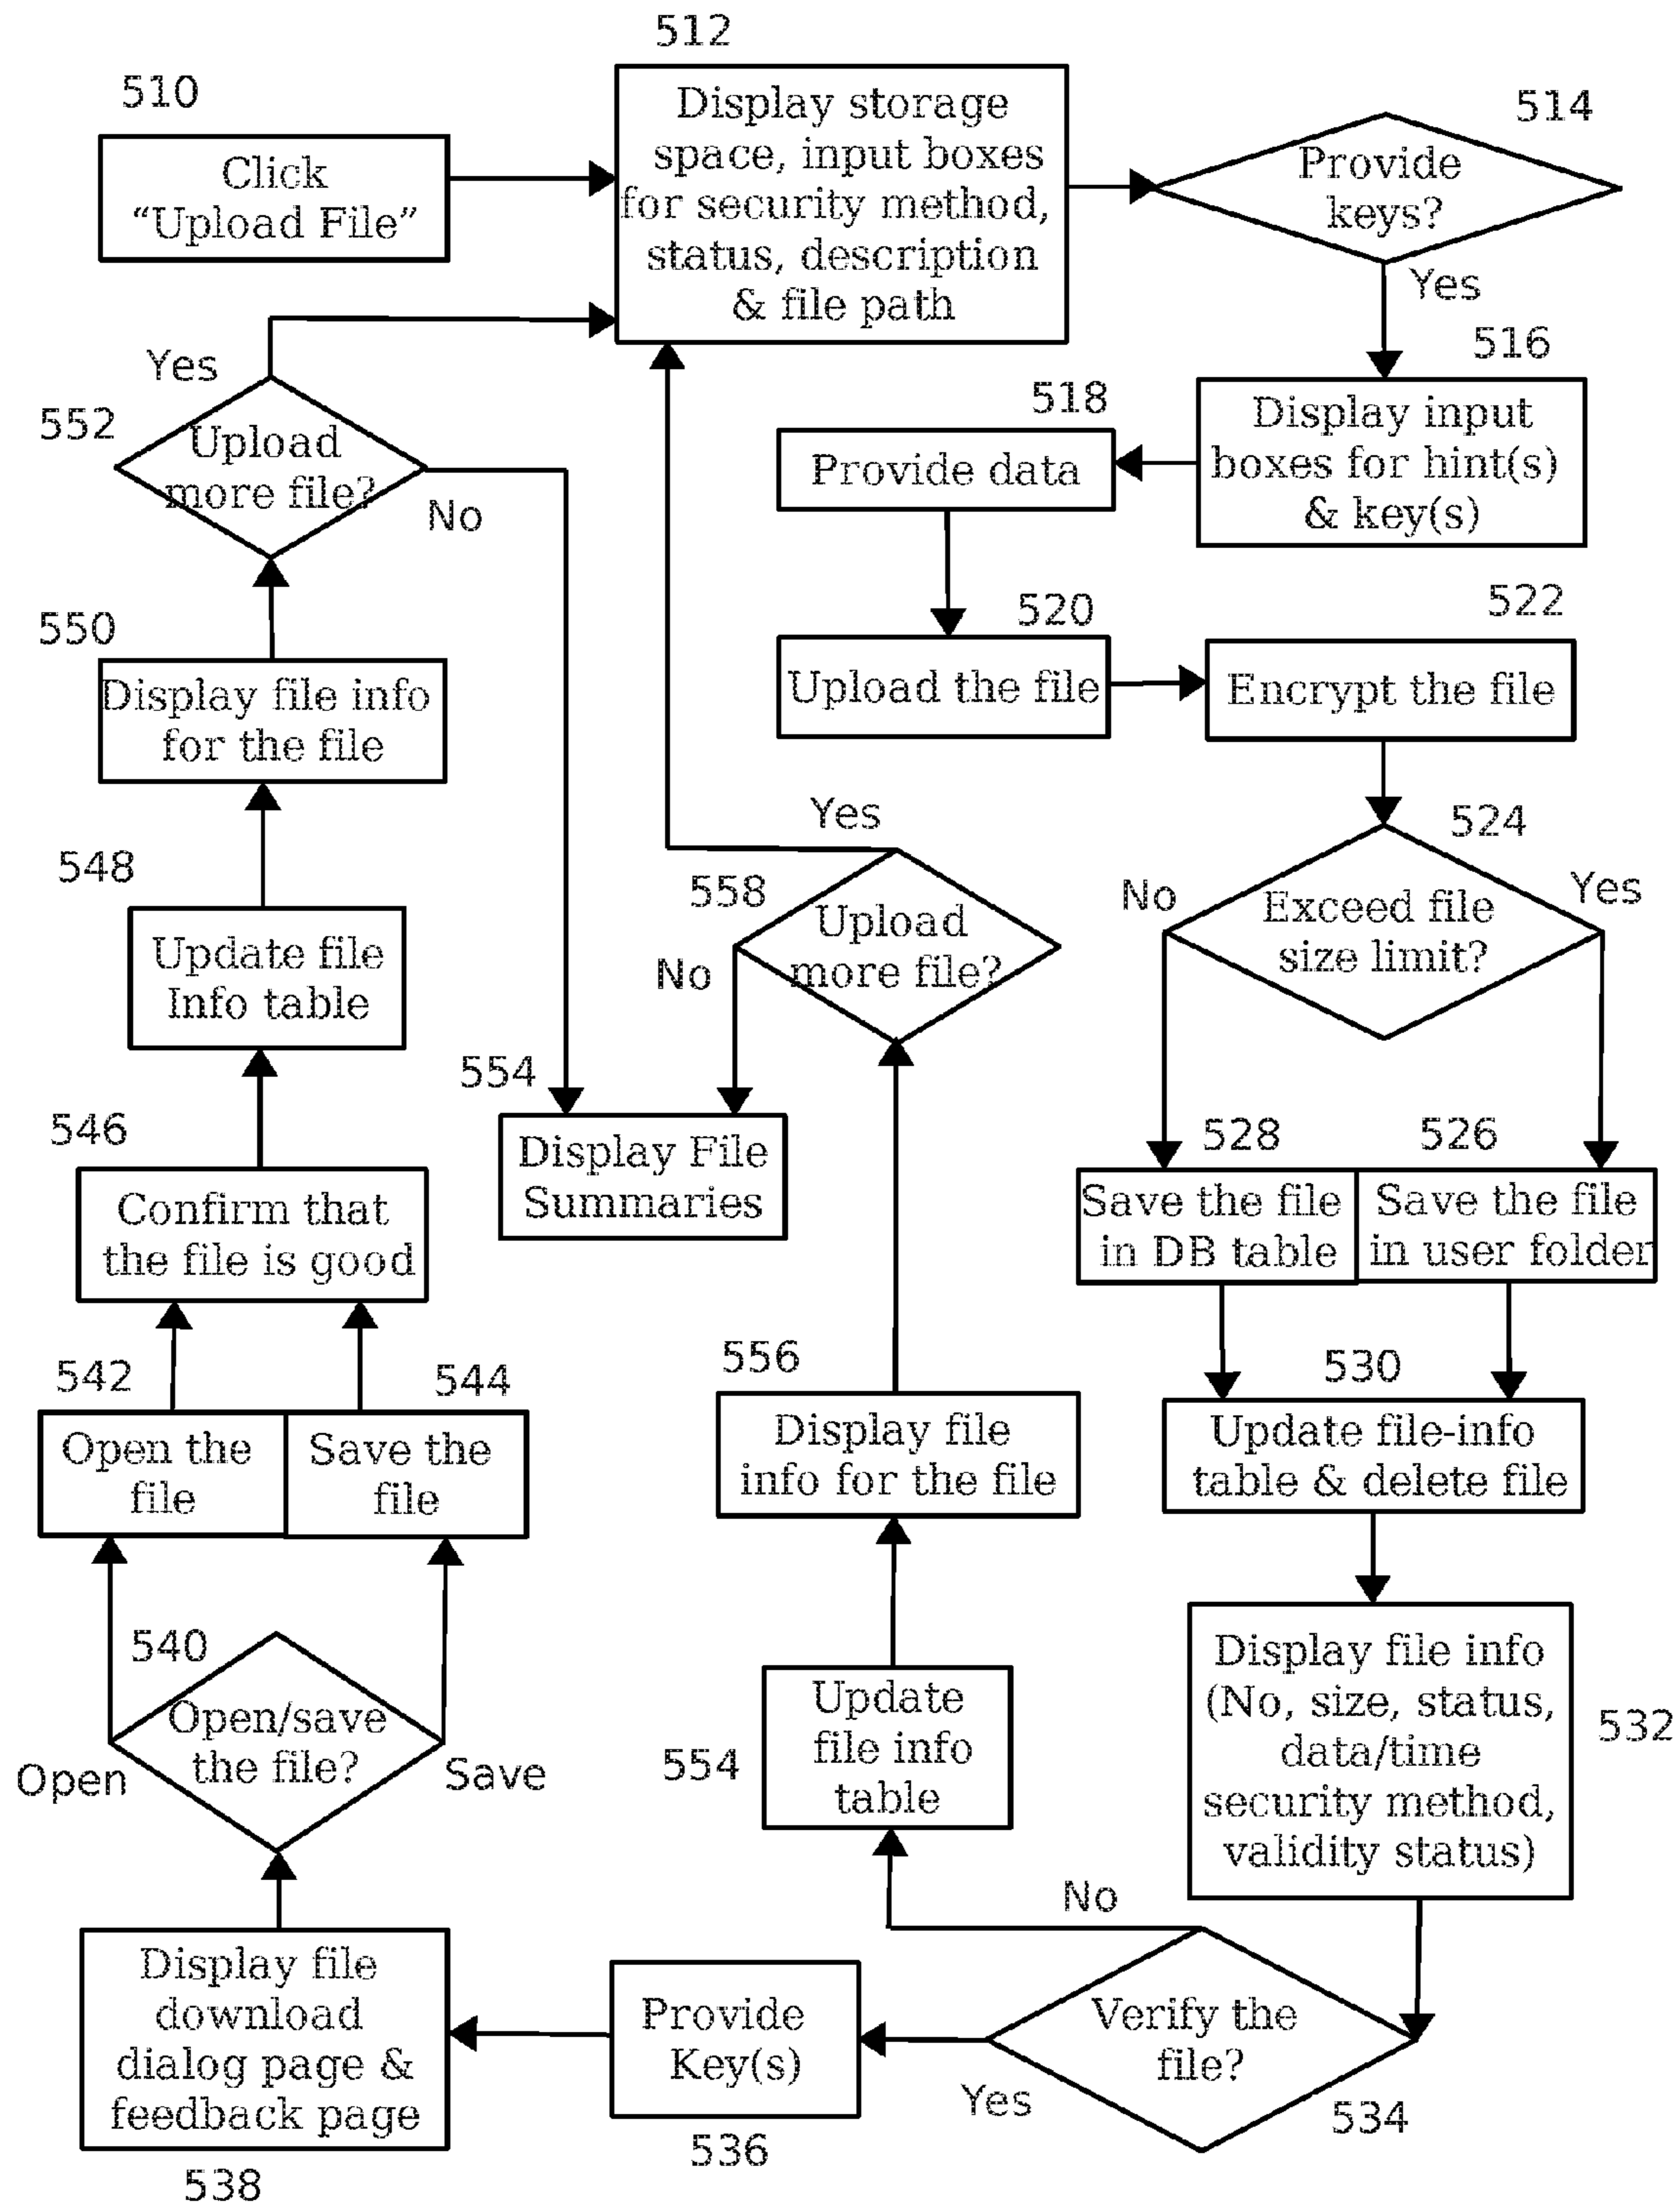 510
Click
“Upload File”
512
Display storage
space, input boxes
for security method,
status, description
& file path
514
Provide
keys?
Yes
516
Display input
boxes for hint(s)
& key(s)
518
Provide data
520
Upload the file
522
Encrypt the file
524
Exceed file
size limit?
No
Yes
528
Save the file
in DB table
526
Save the file
in user folder
530
Update file-info
table & delete file
532
Display file info
(No, size, status,
data/time
security method,
validity status)
534
Verify the
file?
No
Yes
536
Provide
Key(s)
538
Display file
download
dialog page &
feedback page
540
Open/save
the file?
Open
Save
542
Open the
file
544
Save the
file
546
Confirm that
the file is good
548
Update file
Info table
550
Display file info
for the file
552
Upload
more file?
Yes
No
554
Display File
Summaries
554
Update
file info
table
556
Display file
info for the file
558
Upload
more file?
Yes
No